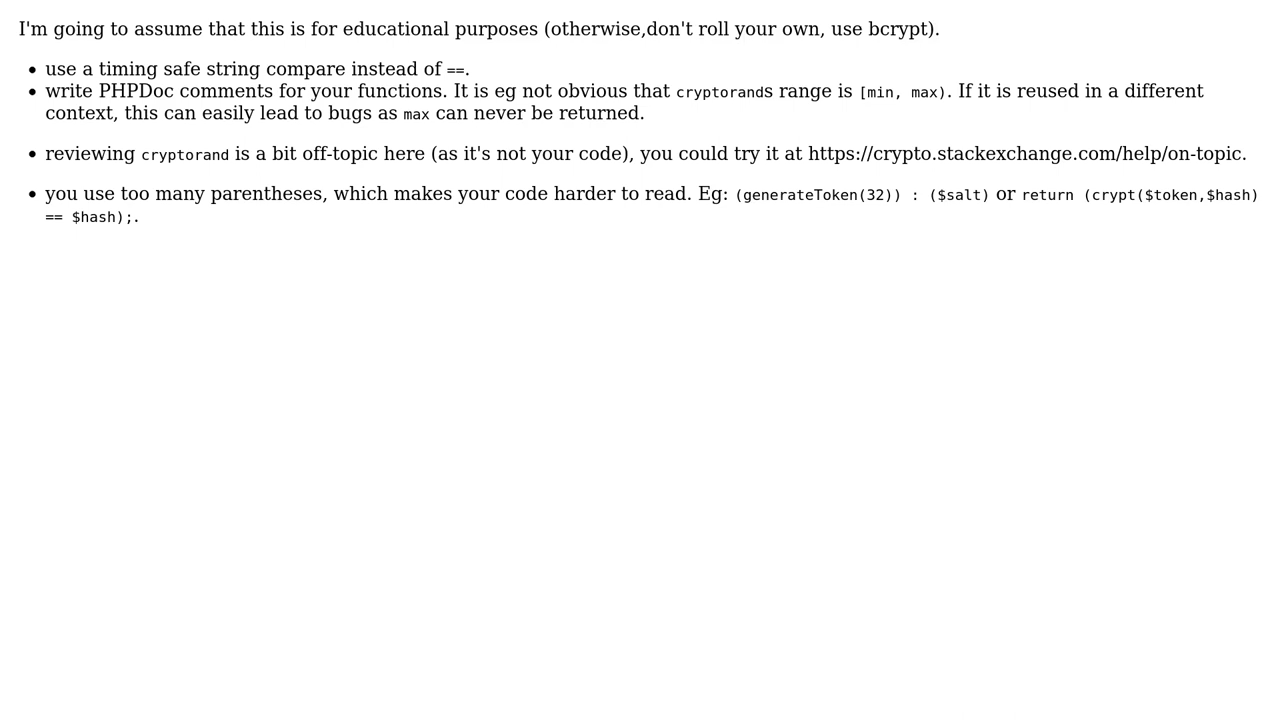 I'm going to assume that this is for educational purposes (otherwise,don't roll your own, use bcrypt).
• use a timing safe string compare instead of ==.
• write PHPDoc comments for your functions. It is eg not obvious that cryptorands range is [min, max). If it is reused in a different
context, this can easily lead to bugs as max can never be returned.
• reviewing cryptorand is a bit off-topic here (as it's not your code), you could try it at https://crypto.stackexchange.com/help/on-topic.
• you use too many parentheses, which makes your code harder to read. Eg: (generateToken(32)) : ($salt) or return (crypt($token,$hash)
== $hash);.